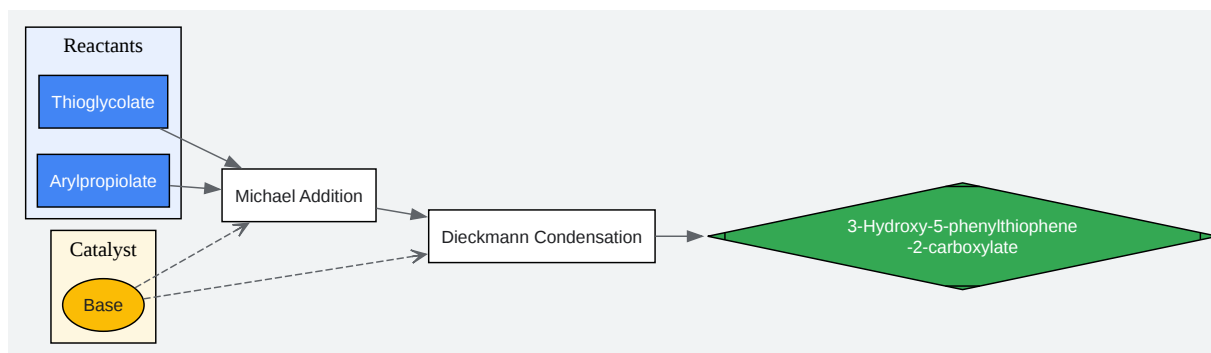 Reactants
Thioglycolate
Arylpropiolate
Michael Addition
Dieckmann Condensation
3-Hydroxy-5-phenylthiophene
-2-carboxylate
Catalyst
Base